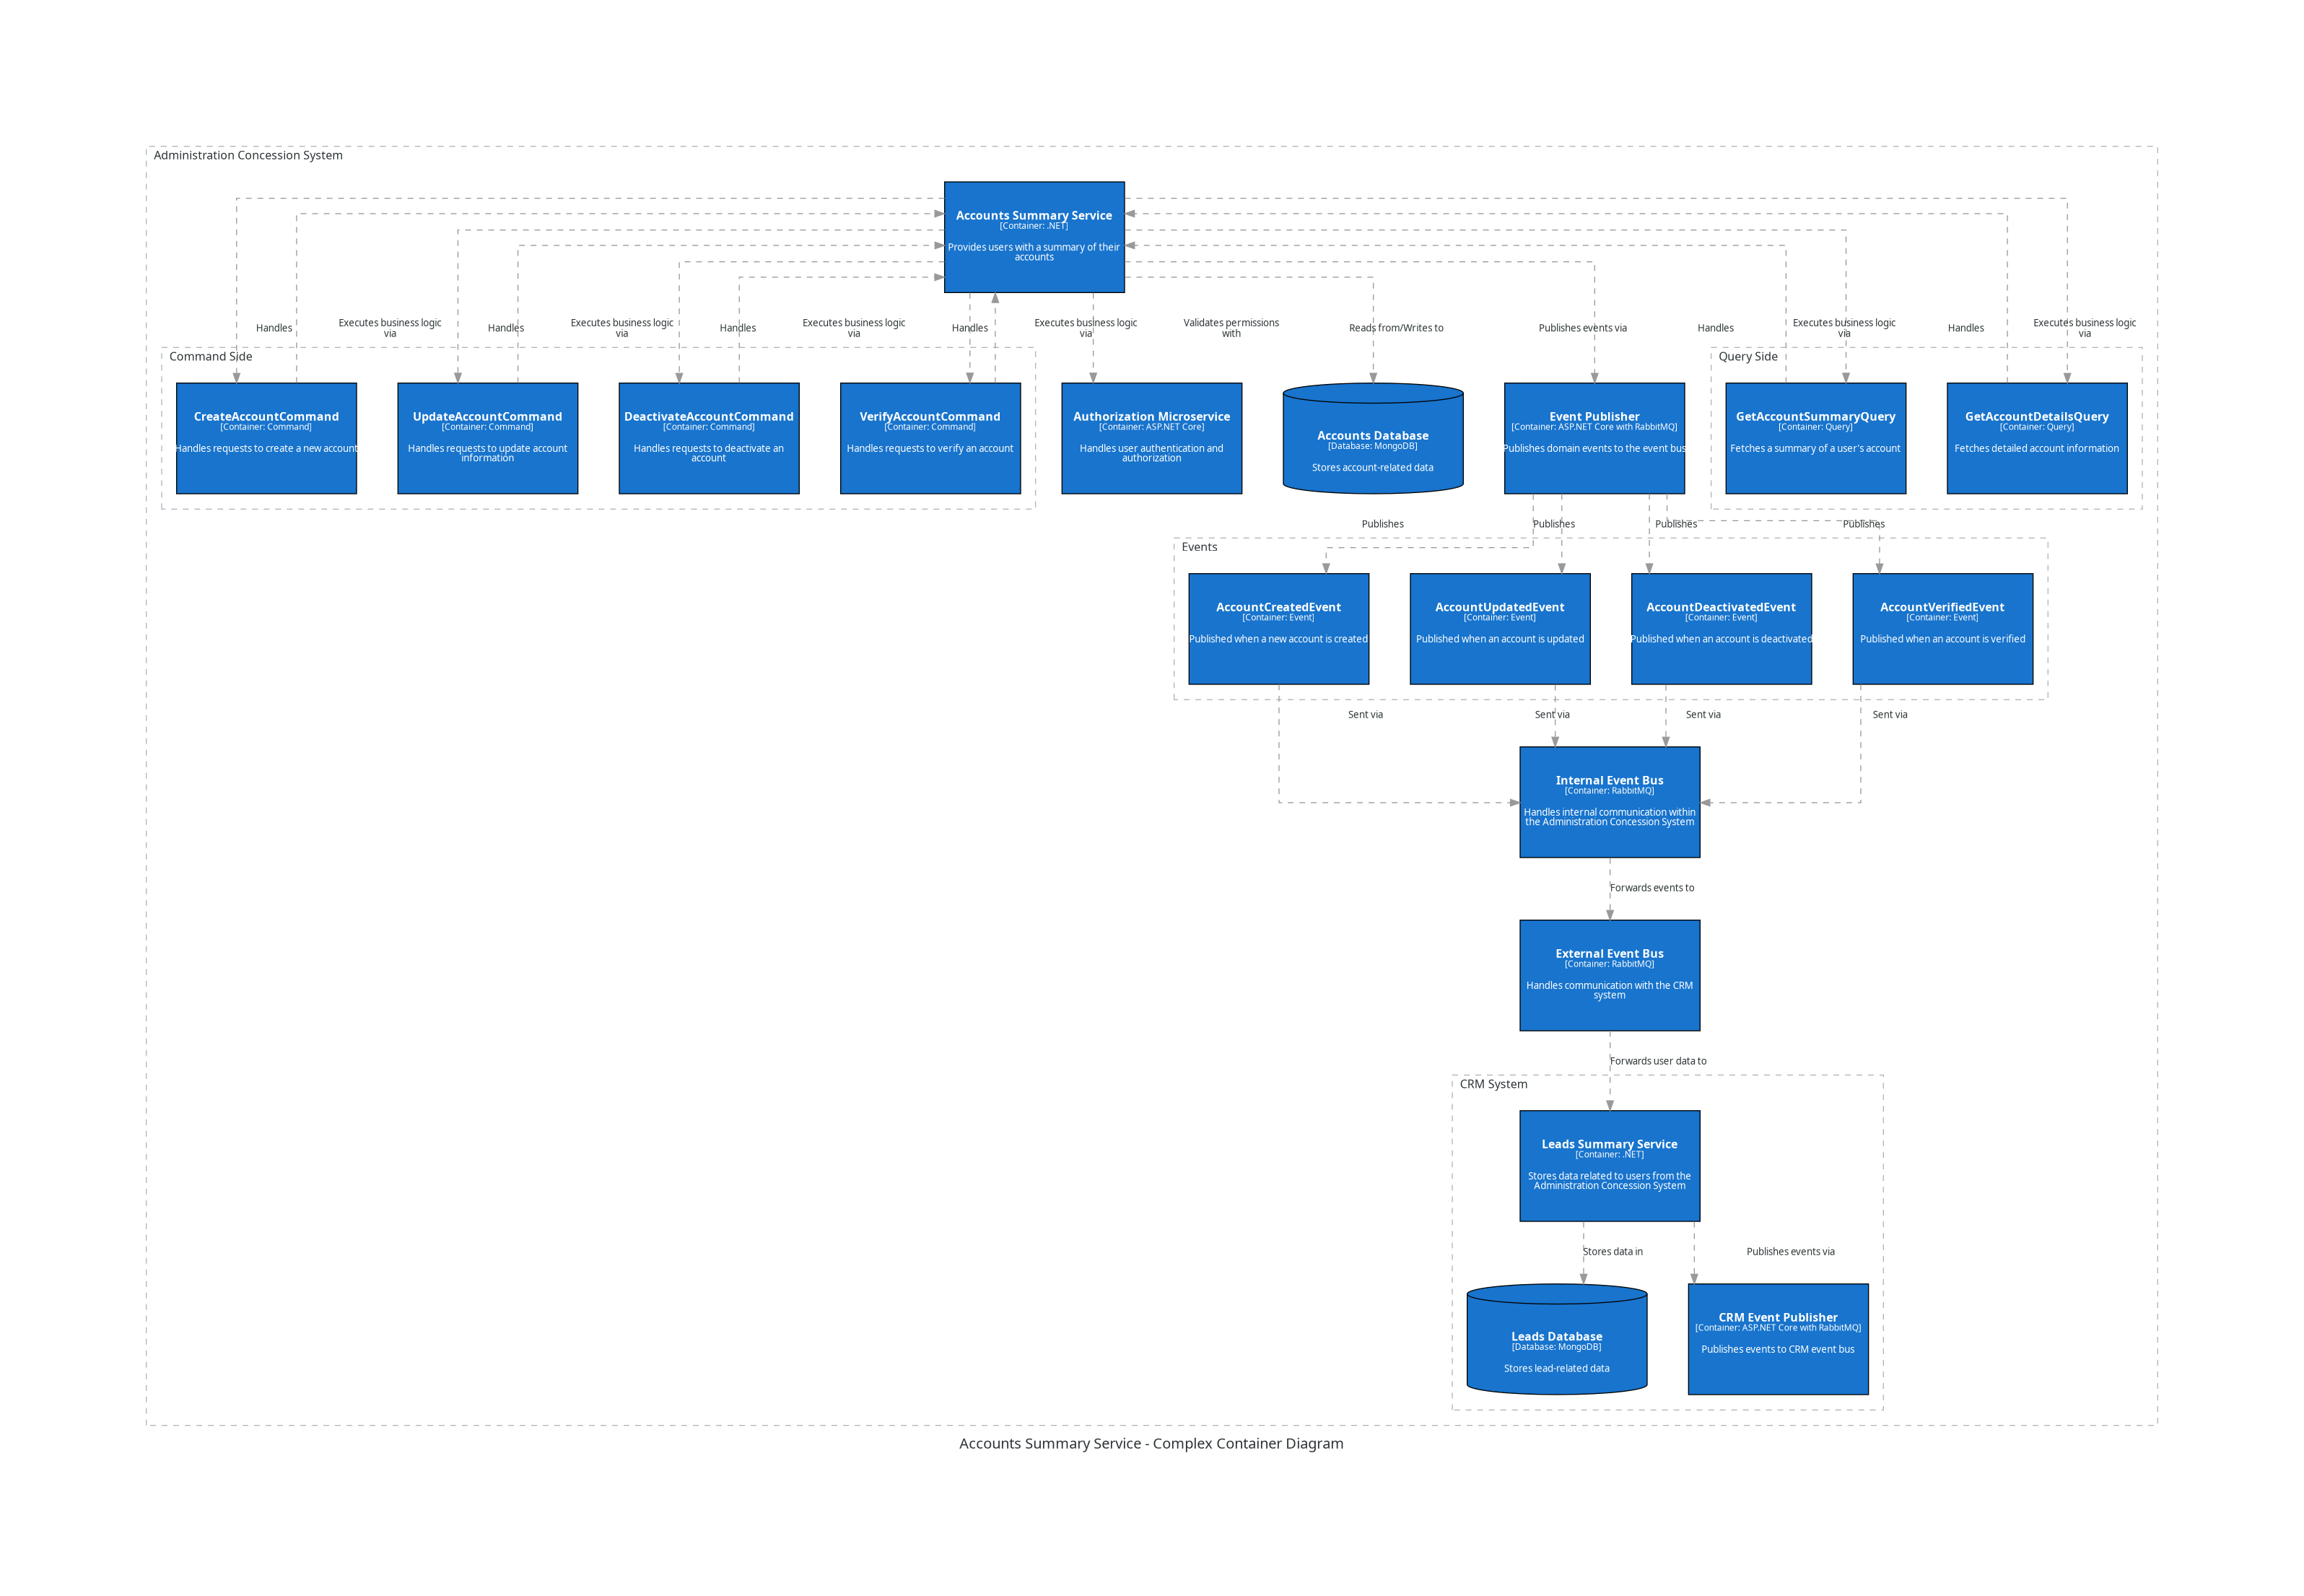 Administration Concession System
Accounts Summary Service
[Container: .NET]
Provides users with a summary of their
accounts
Handles
Executes business logic
via
Handles
Executes business logic
via
Handles
Executes business logic
via
Handles
Executes business logic
via
Validates permissions
with
Reads from/Writes to
Publishes events via
Handles
Executes business logic
via
Handles
Executes business logic
via
Command Side
CreateAccountCommand
[Container: Command]
Handles requests to create a new account
UpdateAccountCommand
[Container: Command]
Handles requests to update account
information
DeactivateAccountCommand
[Container: Command]
Handles requests to deactivate an
account
VerifyAccountCommand
[Container: Command]
Handles requests to verify an account
Authorization Microservice
[Container: ASP.NET Core]
Handles user authentication and
authorization
Accounts Database
[Database: MongoDB]
Stores account-related data
Event Publisher
[Container: ASP.NET Core with RabbitMQ]
Publishes domain events to the event bus
Query Side
GetAccountSummaryQuery
[Container: Query]
Fetches a summary of a user's account
GetAccountDetailsQuery
[Container: Query]
Fetches detailed account information
Publishes
Publishes
Publishes
Publishes
Events
AccountCreatedEvent
[Container: Event]
Published when a new account is created
AccountUpdatedEvent
[Container: Event]
Published when an account is updated
AccountDeactivatedEvent
[Container: Event]
Published when an account is deactivated
AccountVerifiedEvent
[Container: Event]
Published when an account is verified
Sent via
Sent via
Sent via
Sent via
Internal Event Bus
[Container: RabbitMQ]
Handles internal communication within
the Administration Concession System
Forwards events to
External Event Bus
[Container: RabbitMQ]
Handles communication with the CRM
system
Forwards user data to
CRM System
Leads Summary Service
[Container: .NET]
Stores data related to users from the
Administration Concession System
Stores data in
Publishes events via
Leads Database
[Database: MongoDB]
Stores lead-related data
CRM Event Publisher
[Container: ASP.NET Core with RabbitMQ]
Publishes events to CRM event bus
Accounts Summary Service - Complex Container Diagram